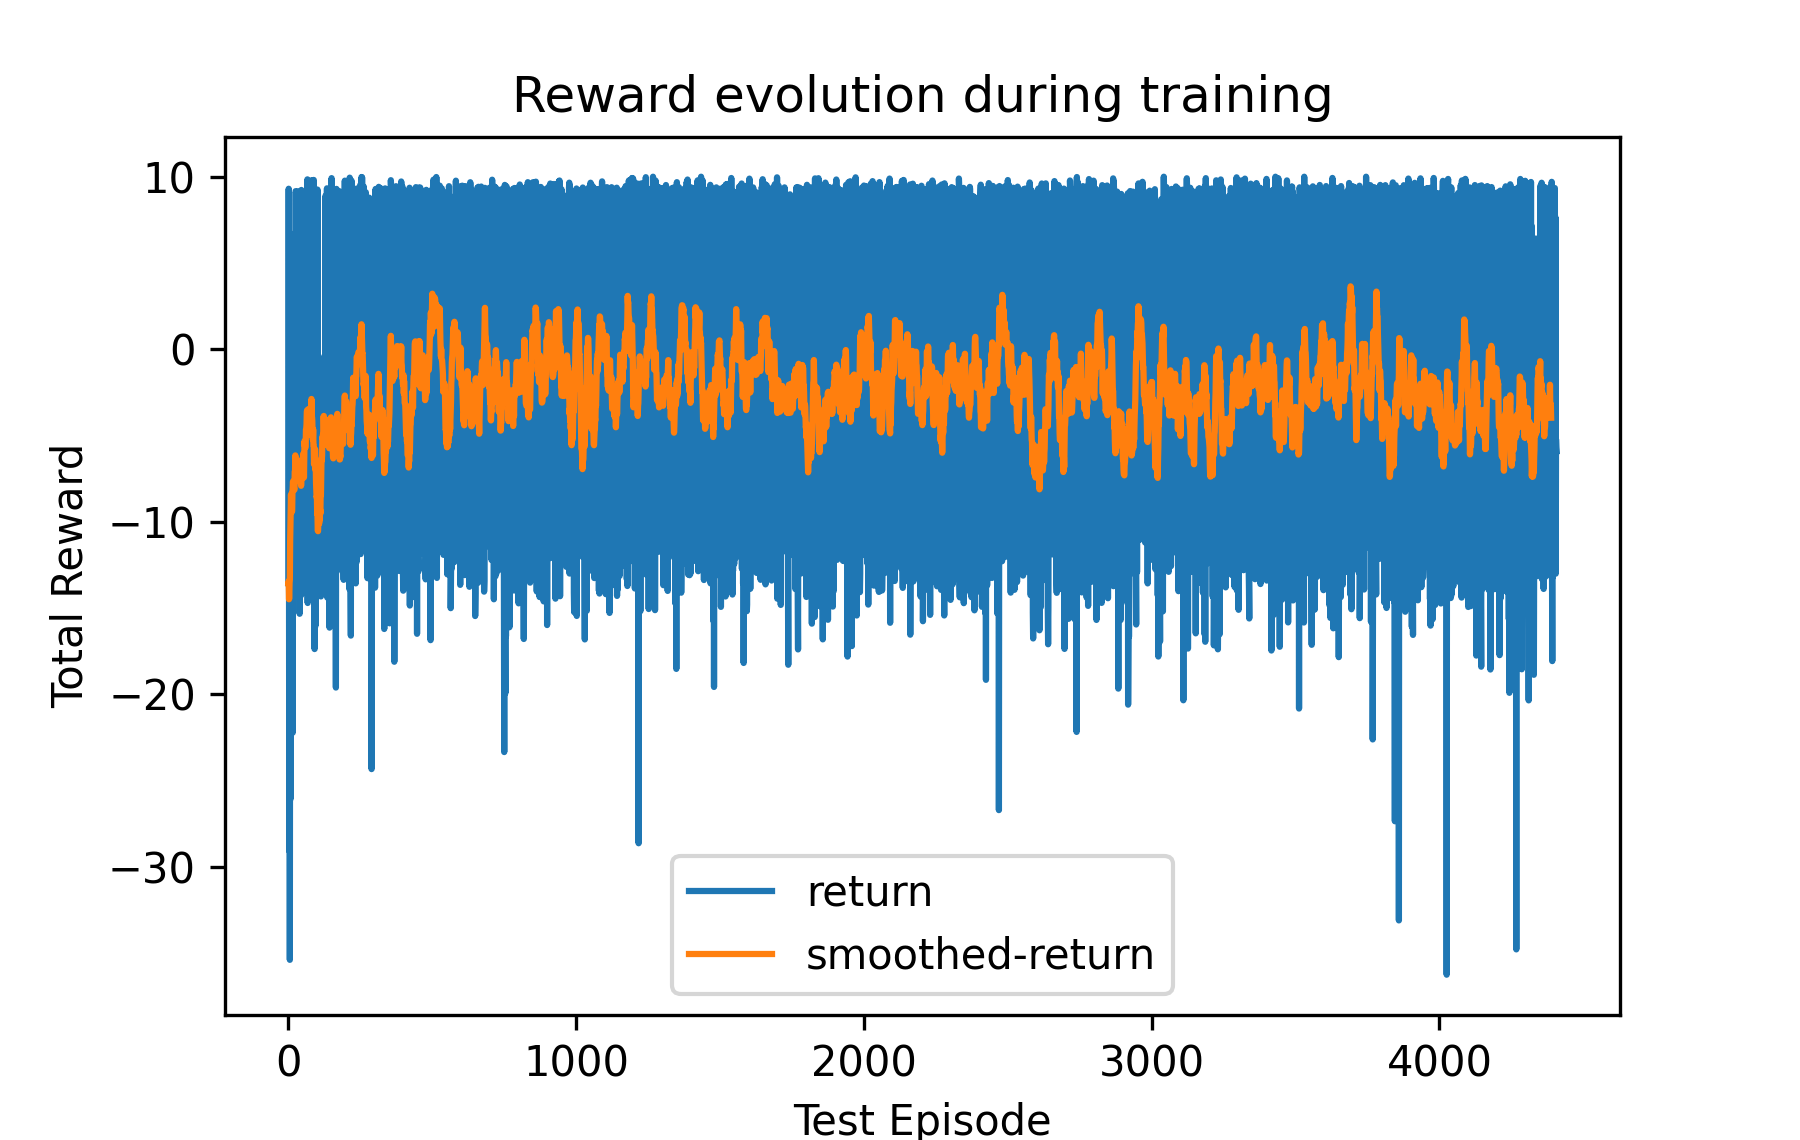 Reward evolution during training
10
0
−10
−20
−30
Total Reward
return
smoothed-return
0 1000 2000 3000 4000
Test Episode